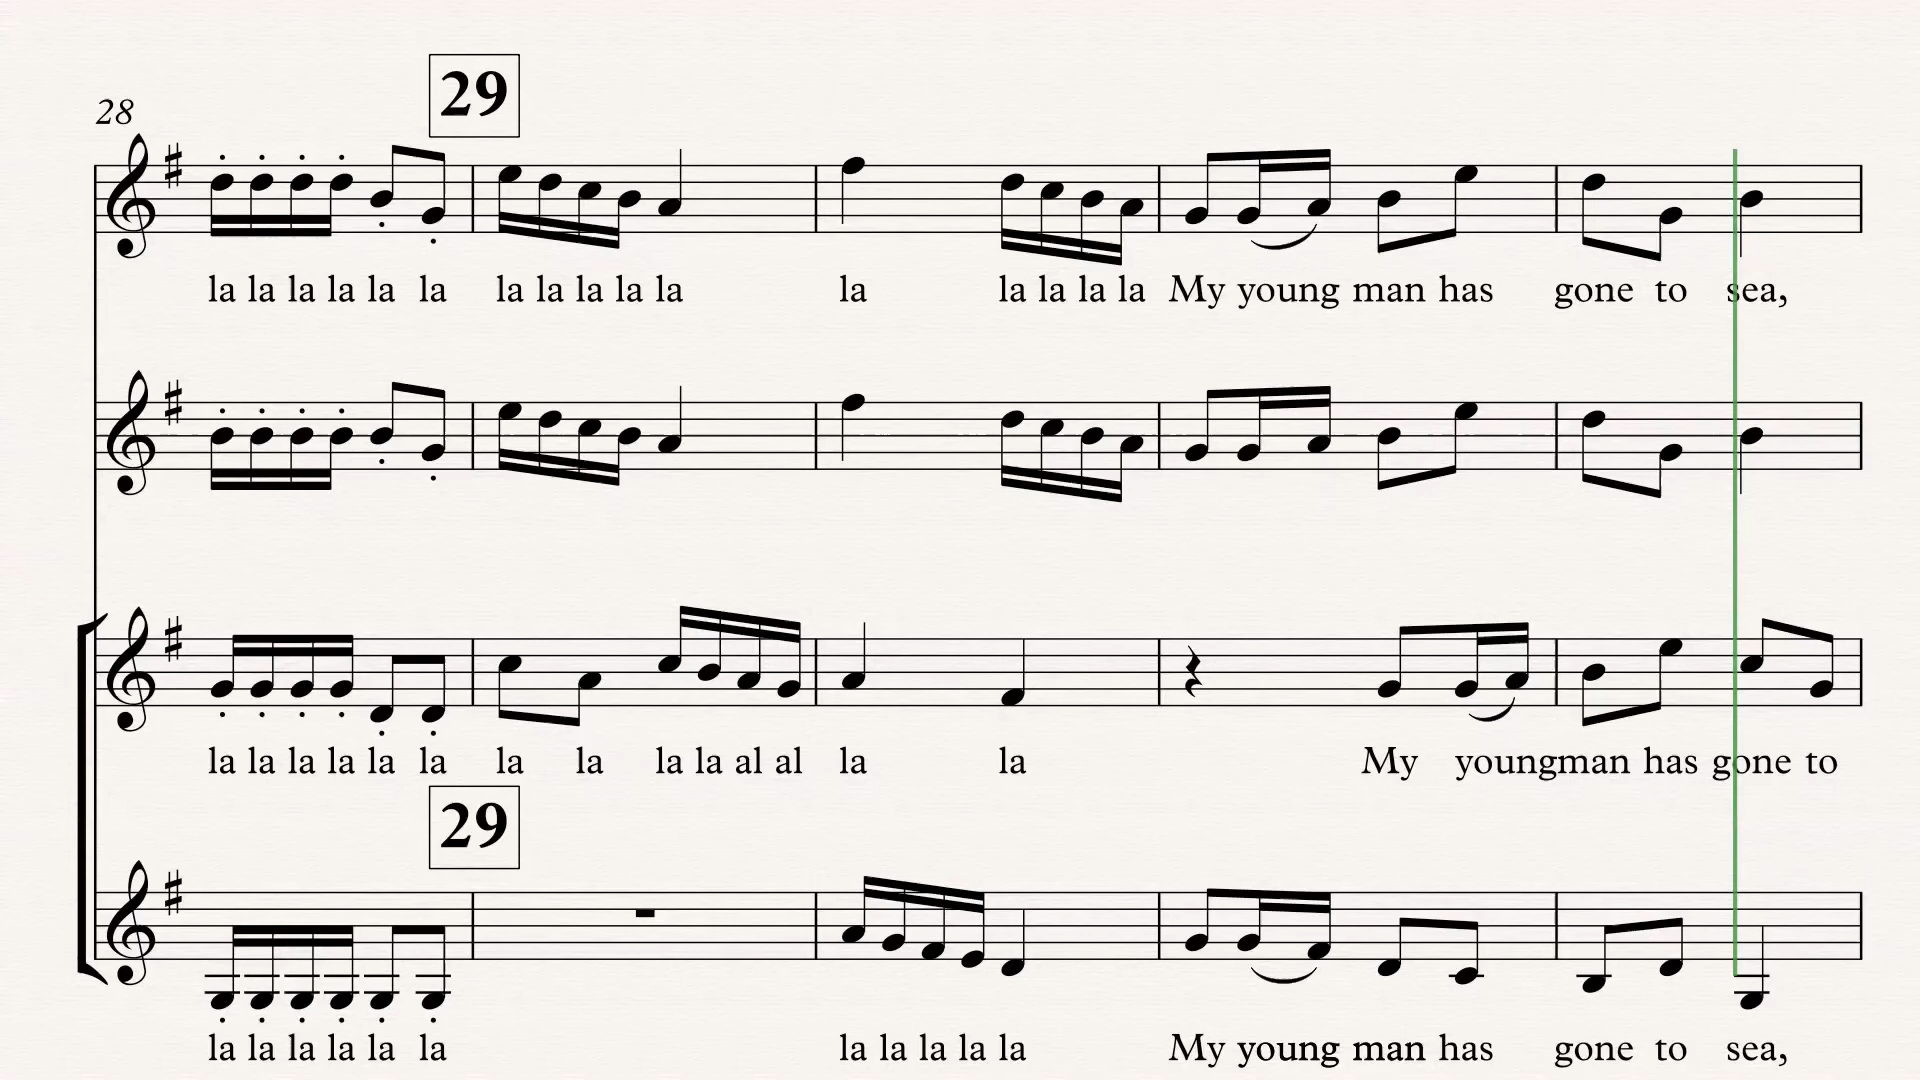 29
28
la la la la la la la la la la la la la la la la My young man has gone to sea,
la la la la la la la la la la al al la la My youngman has gone to
29
la la la la la la la la la la la My young man has gone to sea,